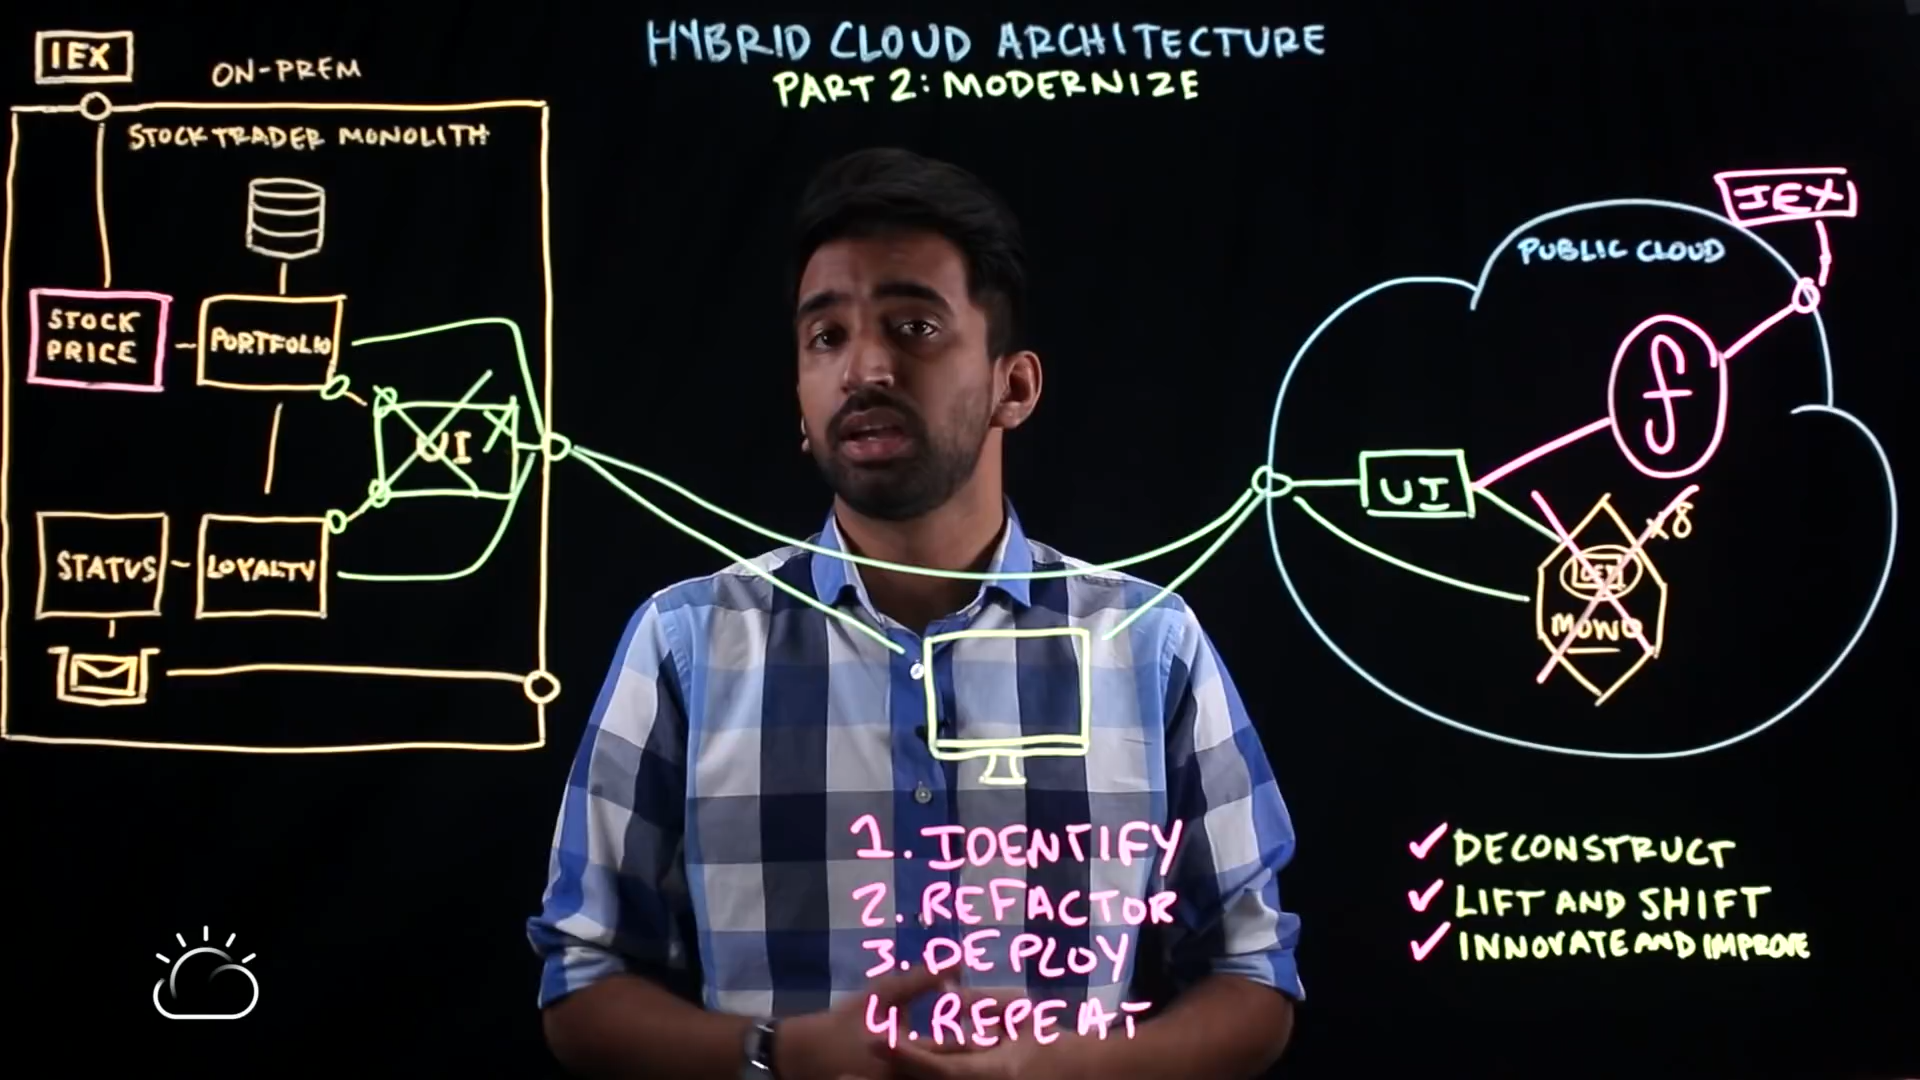 HYBRID CLOUD ARCHITECTURE
PART 2: MODERNIZE
IEX
ON-PREM
STOCK TRADER MONOLITH
STOCK
PRICE
PORTFOLIO
UI
STATUS
LOYALTY
IEX
PUBLIC CLOUD
f
UI
x8
MONO
1. IDENTIFY
2. REFACTOR
3. DEPLOY
4. REPEAT
✓ DECONSTRUCT
✓ LIFT AND SHIFT
✓ INNOVATE AND IMPROVE